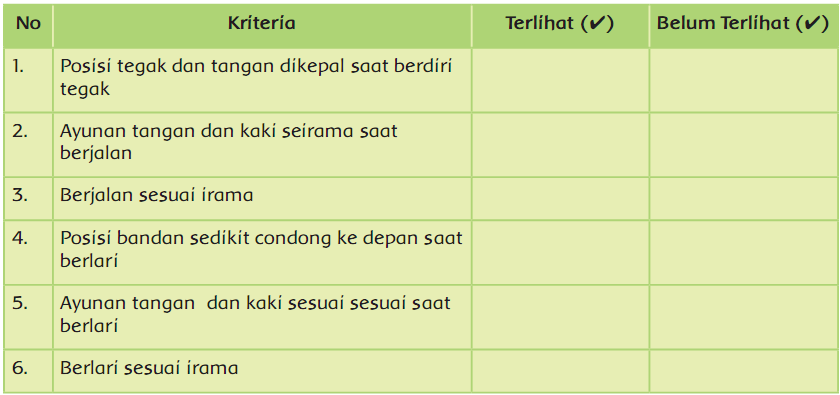 No Kriteria Terlihat (✔) Belum Terlihat (✔)
1. Posisi tegak dan tangan dikepal saat berdiri
tegak
2. Ayunan tangan dan kaki seirama saat
berjalan
3. Berjalan sesuai irama
4. Posisi bandan sedikit condong ke depan saat
berlari
5. Ayunan tangan dan kaki sesuai sesuai saat
berlari
6. Berlari sesuai irama